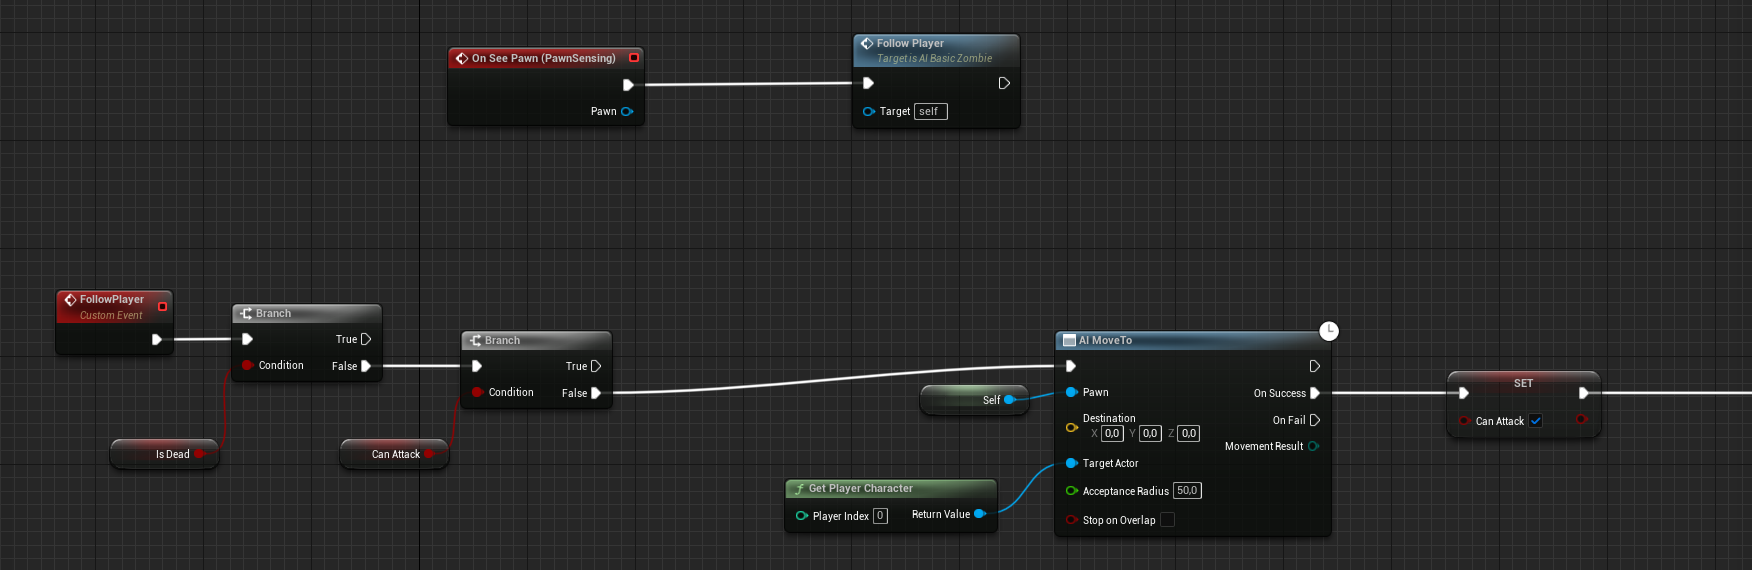 On See Pawn (PawnSensing)
Pawn
Follow Player
Target is AI Basic Zombie
Target self
FollowPlayer
Custom Event
Branch
True
Condition False
Is Dead
Branch
True
Condition False
Can Attack
Self
Get Player Character
Player Index 0 Return Value
AI MoveTo
Pawn On Success
Destination
X 0,0 Y 0,0 Z 0,0
On Fail
Movement Result
Target Actor
Acceptance Radius 50,0
Stop on Overlap
SET
Can Attack